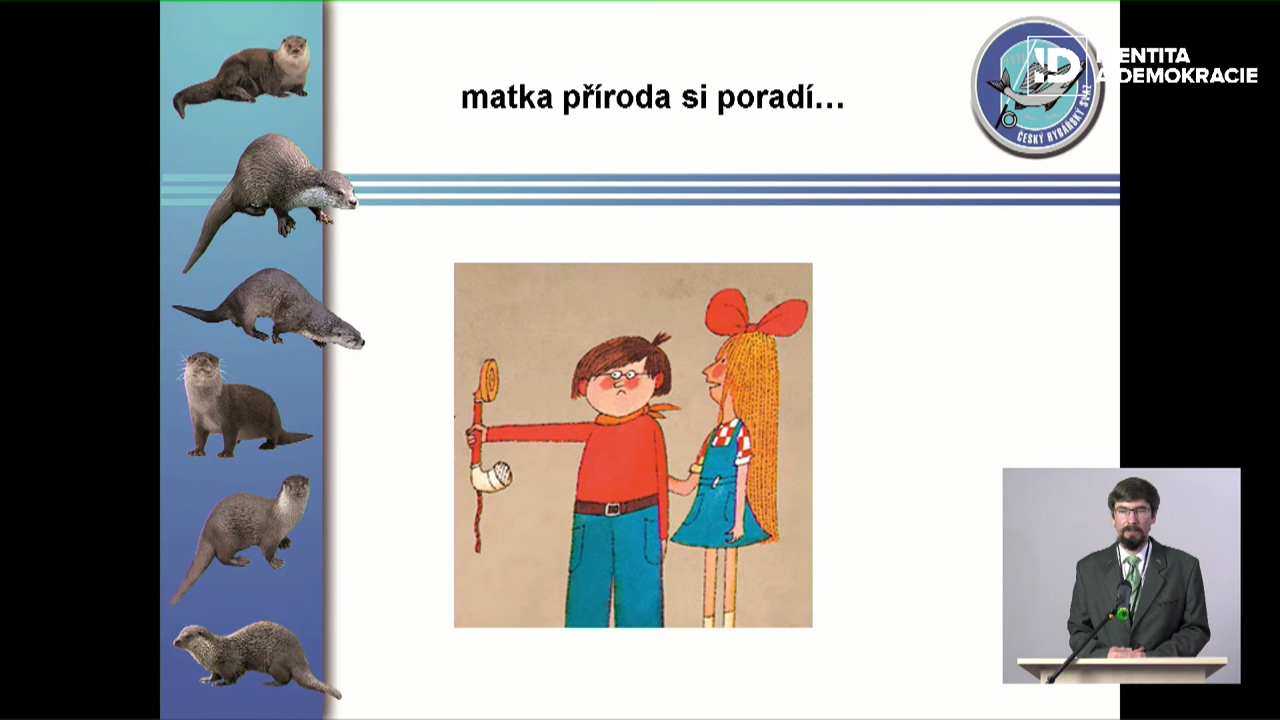 matka příroda si poradí...
IDENTITA
A DEMOKRACIE
ČESKÝ RYBÁŘSKÝ SVAZ